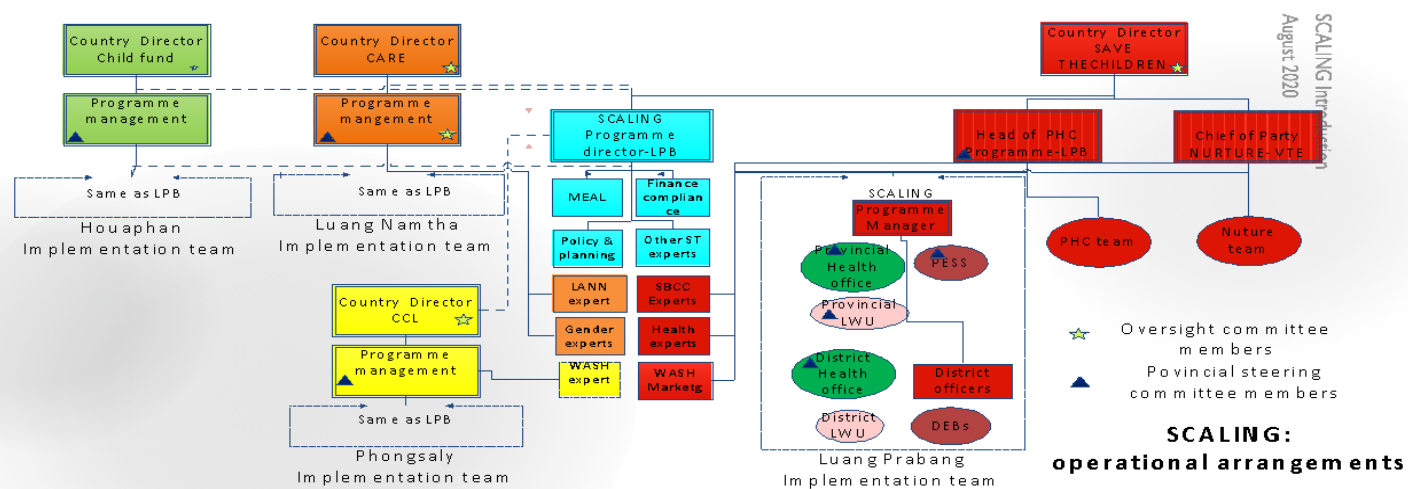 Country Director
Child fund
Country Director
CARE
Country Director
SAVE
THECHILDREN
SCALING Introduction
August 2020
Programme
management
Programme
mangement
SCALING
Programme
director-LPB
Head of PHC
Programme-LPB
Chief of Party
NURTURE-VTE
Same as LPB
Houaphan
Implementation team
Same as LPB
Luang Namtha
Implementation team
MEAL
Finance
complian
ce
Policy &
planning
Other ST
experts
LANN
expert
SBCC
Experts
Gender
experts
Health
experts
WASH
expert
WASH
Marketg
SCALING
Programme
Manager
Provincial
Health
office
PESS
Provincial
LWU
District
Health
office
District
officers
District
LWU
DEBs
Luang Prabang
Implementation team
PHC team
Nuture
team
Country Director
CCL
Programme
management
Same as LPB
Phongsaly
Implementation team
Oversight committee
members
Povincial steering
committee members
SCALING:
operational arrangements